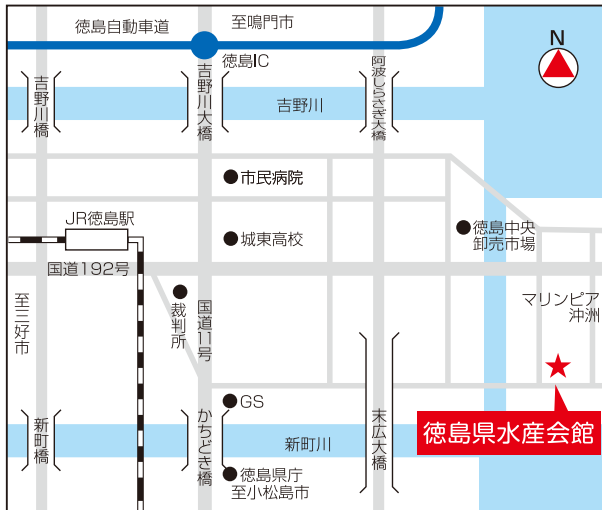 徳島自動車道
至鳴門市
N
徳島IC
吉野川橋
吉野川大橋
阿波しらさぎ大橋
吉野川
市民病院
JR徳島駅
城東高校
徳島中央
卸売市場
国道192号
至三好市
裁判所
国道11号
マリンピア
沖洲
GS
徳島県水産会館
新町橋
かちどき橋
新町川
末広大橋
徳島県庁
至小松島市